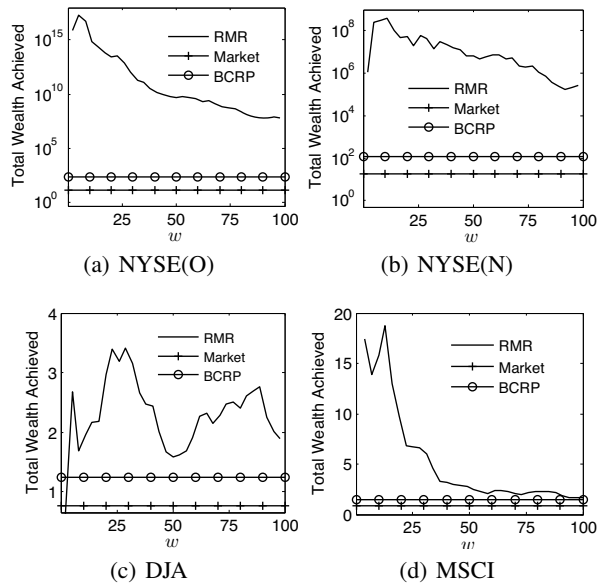 Total Wealth Achieved
10^15
10^10
10^5
10^0
RMR
Market
BCRP
25
50
75
100
w
(a) NYSE(O)
Total Wealth Achieved
10^8
10^6
10^4
10^2
10^0
RMR
Market
BCRP
25
50
75
100
w
(b) NYSE(N)
Total Wealth Achieved
4
3
2
1
RMR
Market
BCRP
25
50
75
100
w
(c) DJA
Total Wealth Achieved
20
15
10
5
0
RMR
Market
BCRP
25
50
75
100
w
(d) MSCI